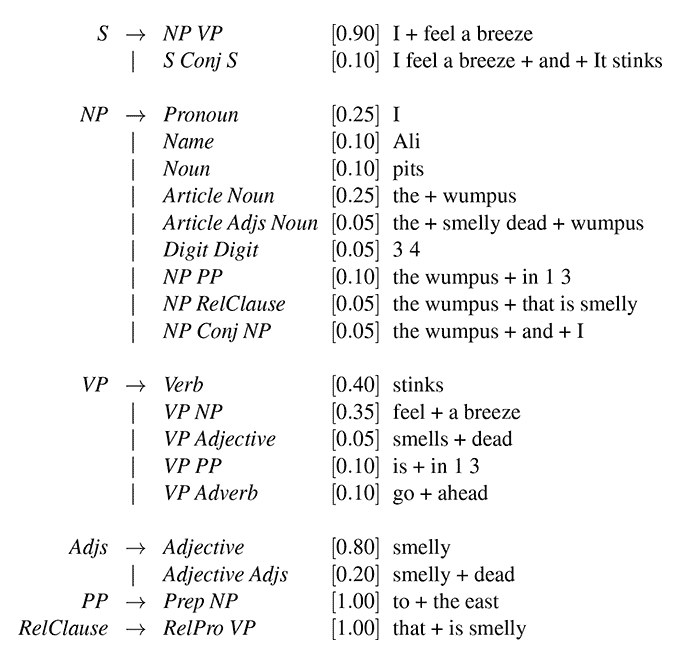 S → NP VP [0.90] I + feel a breeze
| S Conj S [0.10] I feel a breeze + and + It stinks
NP → Pronoun [0.25] I
| Name [0.10] Ali
| Noun [0.10] pits
| Article Noun [0.25] the + wumpus
| Article Adjs Noun [0.05] the + smelly dead + wumpus
| Digit Digit [0.05] 3 4
| NP PP [0.10] the wumpus + in 1 3
| NP RelClause [0.05] the wumpus + that is smelly
| NP Conj NP [0.05] the wumpus + and + I
VP → Verb [0.40] stinks
| VP NP [0.35] feel + a breeze
| VP Adjective [0.05] smells + dead
| VP PP [0.10] is + in 1 3
| VP Adverb [0.10] go + ahead
Adjs → Adjective [0.80] smelly
| Adjective Adjs [0.20] smelly + dead
PP → Prep NP [1.00] to + the east
RelClause → RelPro VP [1.00] that + is smelly